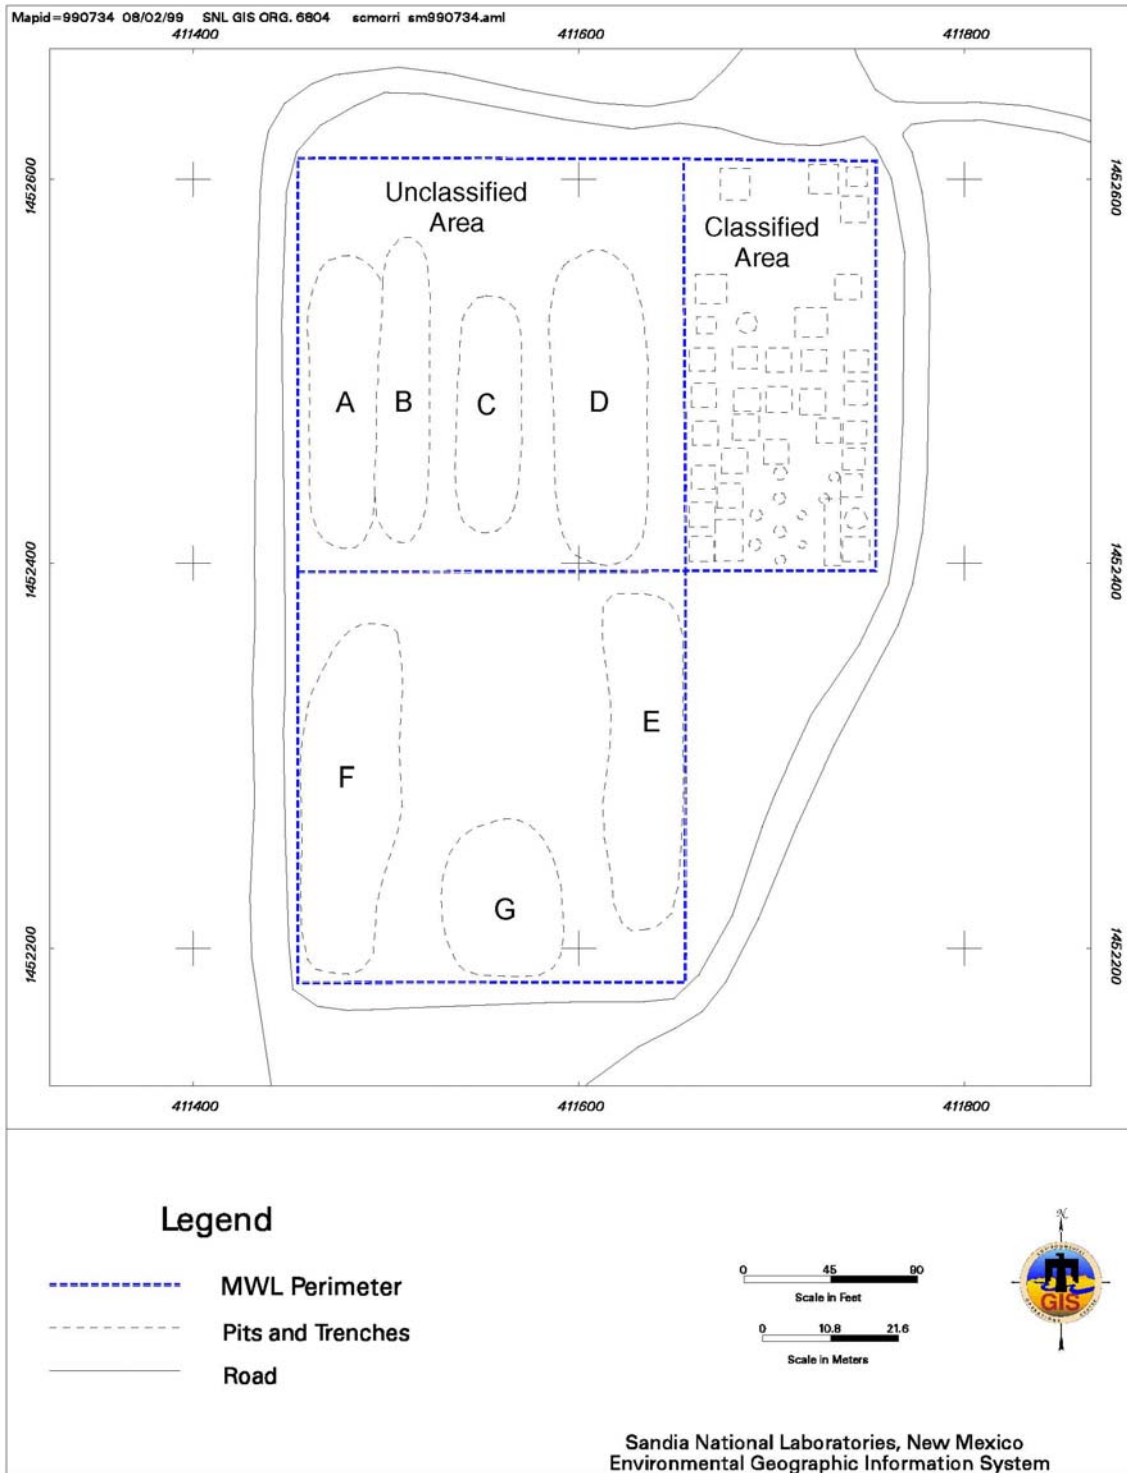 Mapid=990734 08/02/99 SNL GIS ORG. 6804 scmorri sm990734.aml
411400 411600 411800
1452600 1452600
Unclassified
Area
Classified
Area
A B C D
1452400 1452400
E
F
G
1452200 1452200
411400 411600 411800
Legend
MWL Perimeter
Pits and Trenches
Road
0 45 90
Scale in Feet
0 10.8 21.6
Scale in Meters
N
GIS
Sandia National Laboratories, New Mexico
Environmental Geographic Information System